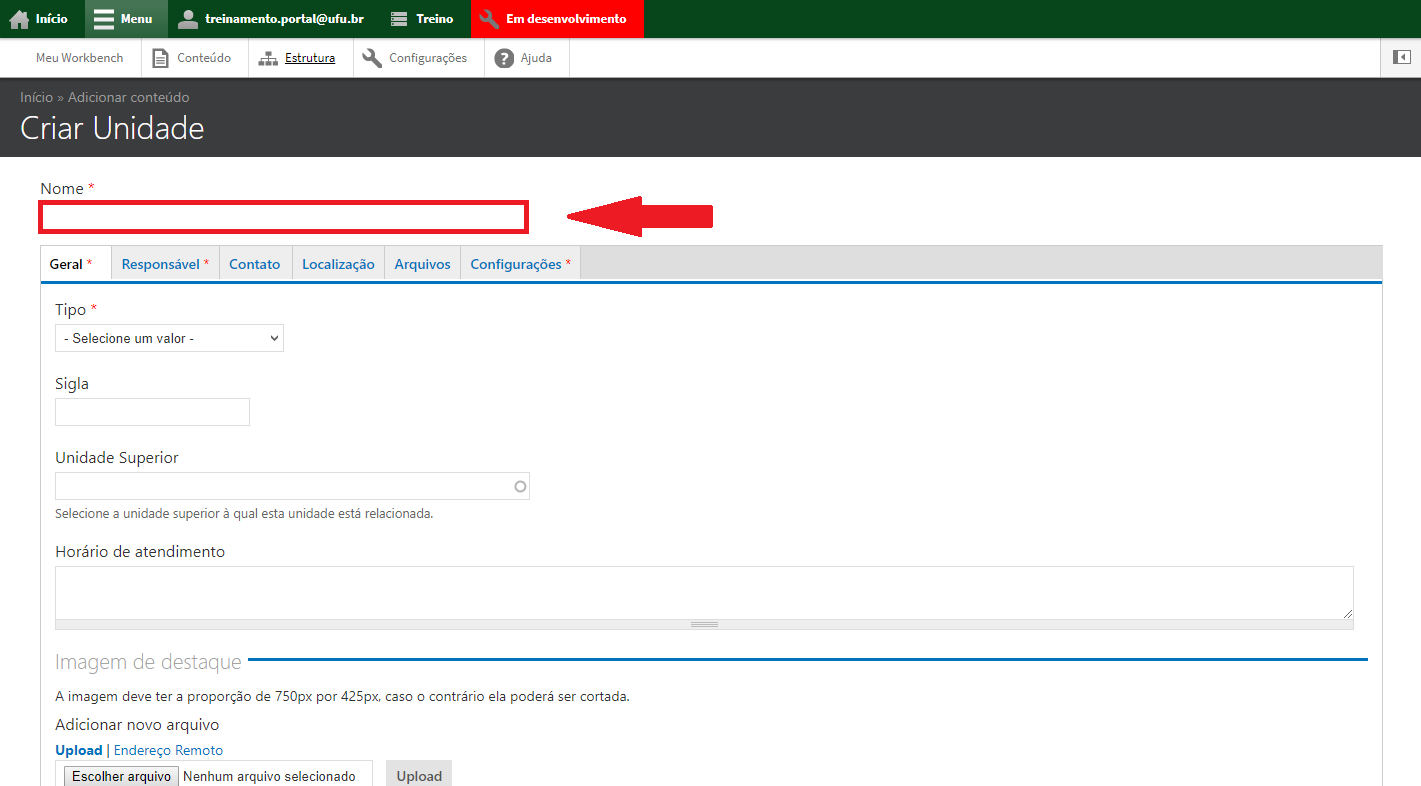 Início Menu treinamento.portal@ufu.br Treino Em desenvolvimento
Meu Workbench Conteúdo Estrutura Configurações ? Ajuda
Início » Adicionar conteúdo
Criar Unidade
Nome *
Geral * Responsável * Contato Localização Arquivos Configurações *
Tipo *
- Selecione um valor -
Sigla
Unidade Superior
Selecione a unidade superior à qual esta unidade está relacionada.
Horário de atendimento
Imagem de destaque
A imagem deve ter a proporção de 750px por 425px, caso o contrário ela poderá ser cortada.
Adicionar novo arquivo
Upload | Endereço Remoto
Escolher arquivo Nenhum arquivo selecionado Upload